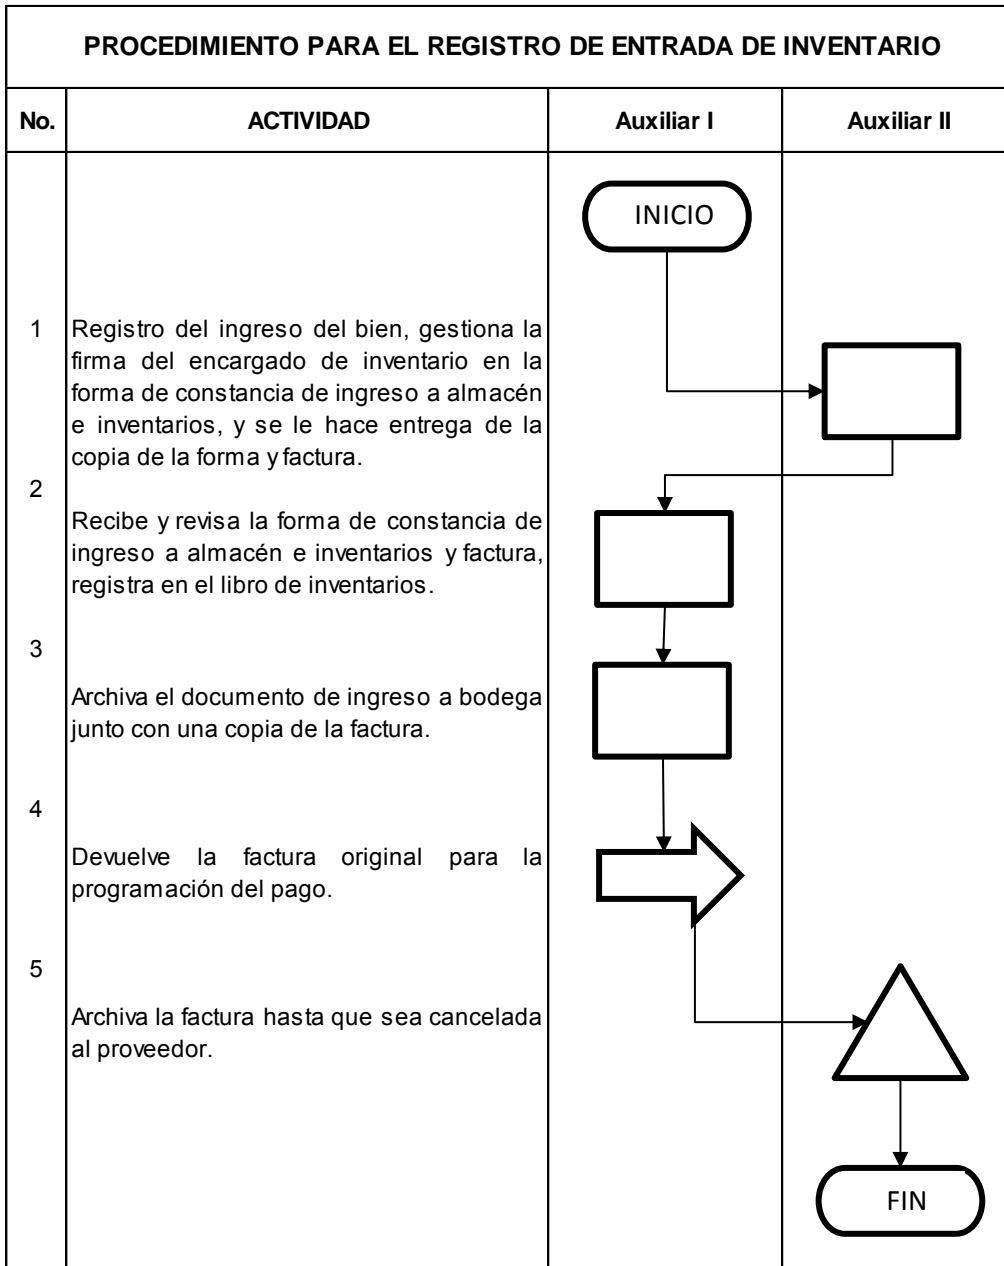 PROCEDIMIENTO PARA EL REGISTRO DE ENTRADA DE INVENTARIO
No. ACTIVIDAD Auxiliar I Auxiliar II
INICIO
1 Registro del ingreso del bien, gestiona la
firma del encargado de inventario en la
forma de constancia de ingreso a almacén
e inventarios, y se le hace entrega de la
copia de la forma y factura.
2
Recibe y revisa la forma de constancia de
ingreso a almacén e inventarios y factura,
registra en el libro de inventarios.
3
Archiva el documento de ingreso a bodega
junto con una copia de la factura.
4
Devuelve la factura original para la
programación del pago.
5
Archiva la factura hasta que sea cancelada
al proveedor.
FIN